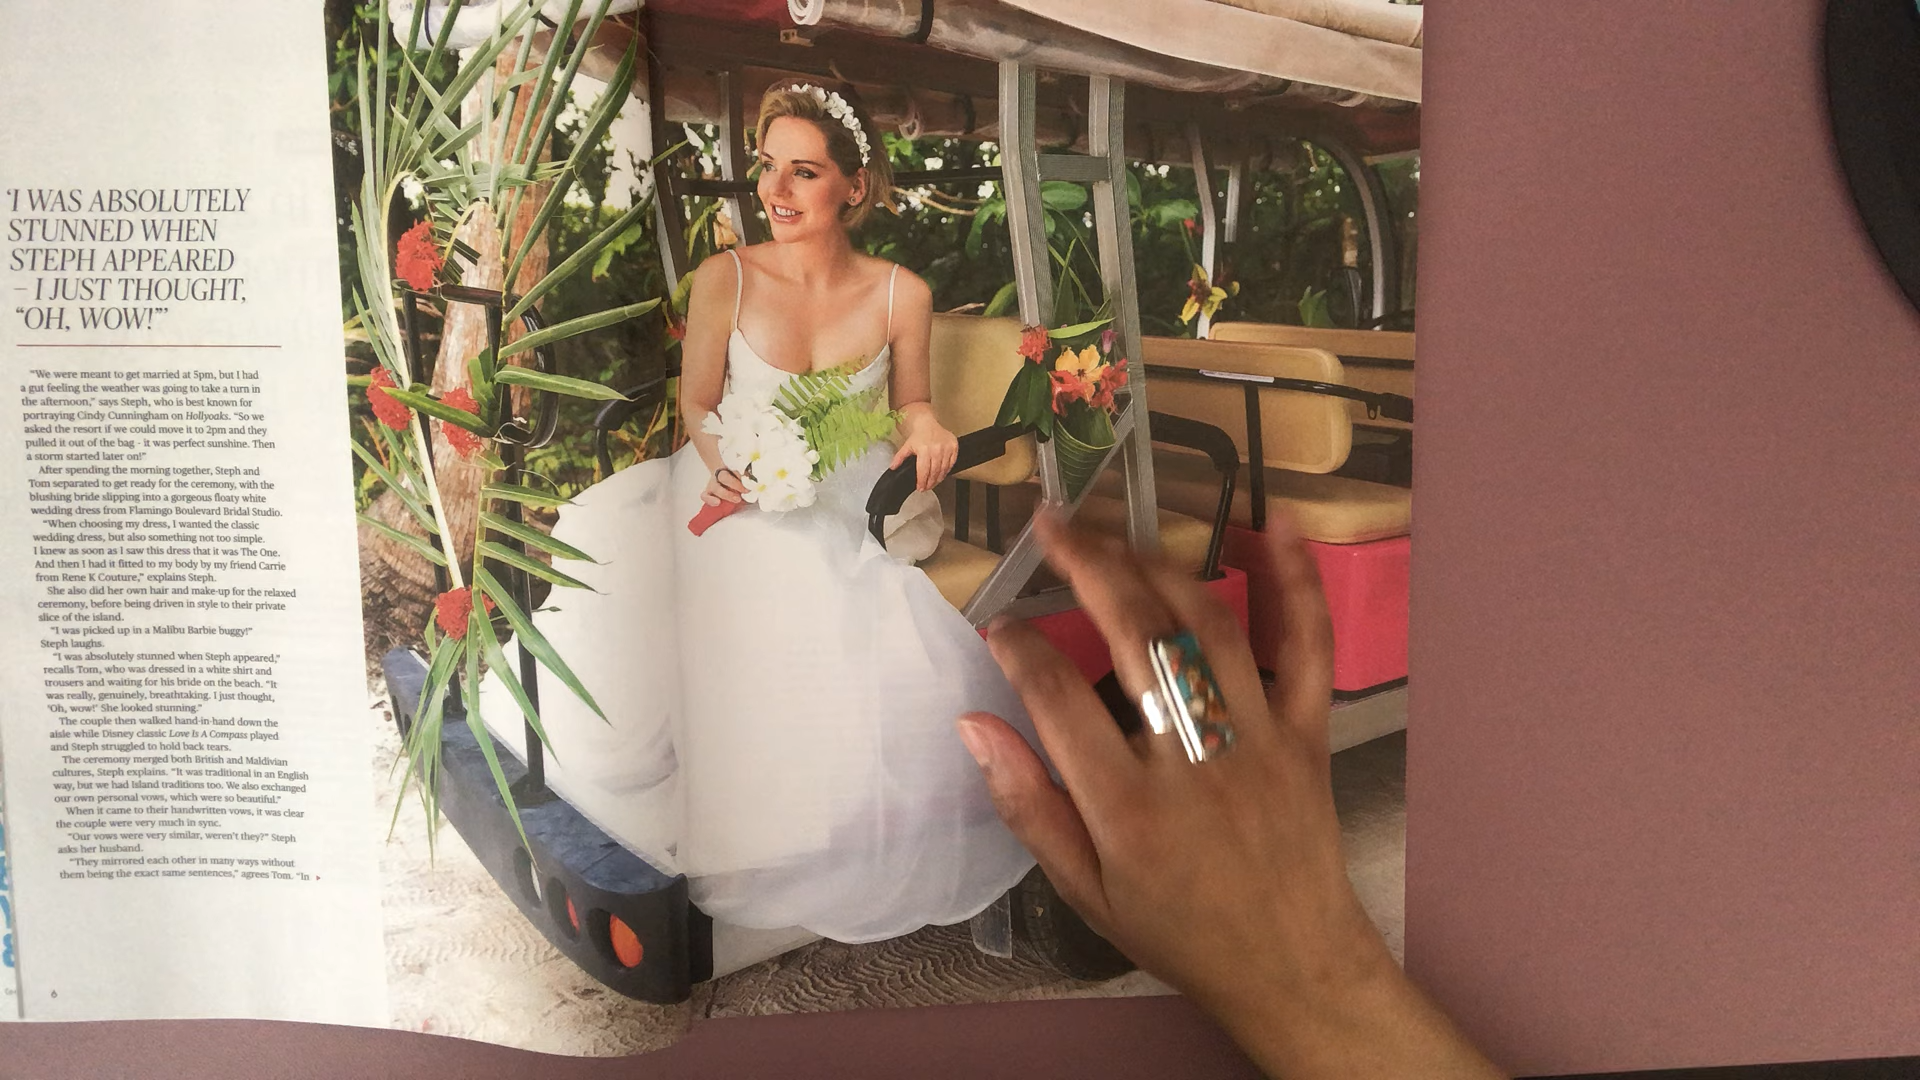 ‘I WAS ABSOLUTELY
STUNNED WHEN
STEPH APPEARED
– I JUST THOUGHT,
“OH, WOW!”’
“We were meant to get married at 5pm, but I had
a gut feeling the weather was going to take a turn in
the afternoon,” says Steph, who is best known for
portraying Cindy Cunningham on Hollyoaks. “So we
asked the resort if we could move it to 2pm and they
pulled it out of the bag - it was perfect sunshine. Then
a storm started later on!”
After spending the morning together, Steph and
Tom separated to get ready for the ceremony, with the
blushing bride slipping into a gorgeous floaty white
wedding dress from Flamingo Boulevard Bridal Studio.
“When choosing my dress, I wanted the classic
wedding dress, but also something not too simple.
I knew as soon as I saw this dress that it was The One.
And then I had it fitted to my body by my friend Carrie
from Rene K Couture,” explains Steph.
She also did her own hair and make-up for the relaxed
ceremony, before being driven in style to their private
slice of the island.
“I was picked up in a Malibu Barbie buggy!”
Steph laughs.
“I was absolutely stunned when Steph appeared,”
recalls Tom, who was dressed in a white shirt and
trousers and waiting for his bride on the beach. “It
was really, genuinely, breathtaking. I just thought,
‘Oh, wow!’ She looked stunning.”
The couple then walked hand-in-hand down the
aisle while Disney classic Love Is A Compass played
and Steph struggled to hold back tears.
The ceremony merged both British and Maldivian
cultures, Steph explains. “It was traditional in an English
way, but we had Island traditions too. We also exchanged
our own personal vows, which were so beautiful.”
When it came to their handwritten vows, it was clear
the couple were very much in sync.
“Our vows were very similar, weren’t they?” Steph
asks her husband.
“They mirrored each other in many ways without
them being the exact same sentences,” agrees Tom. “In
6